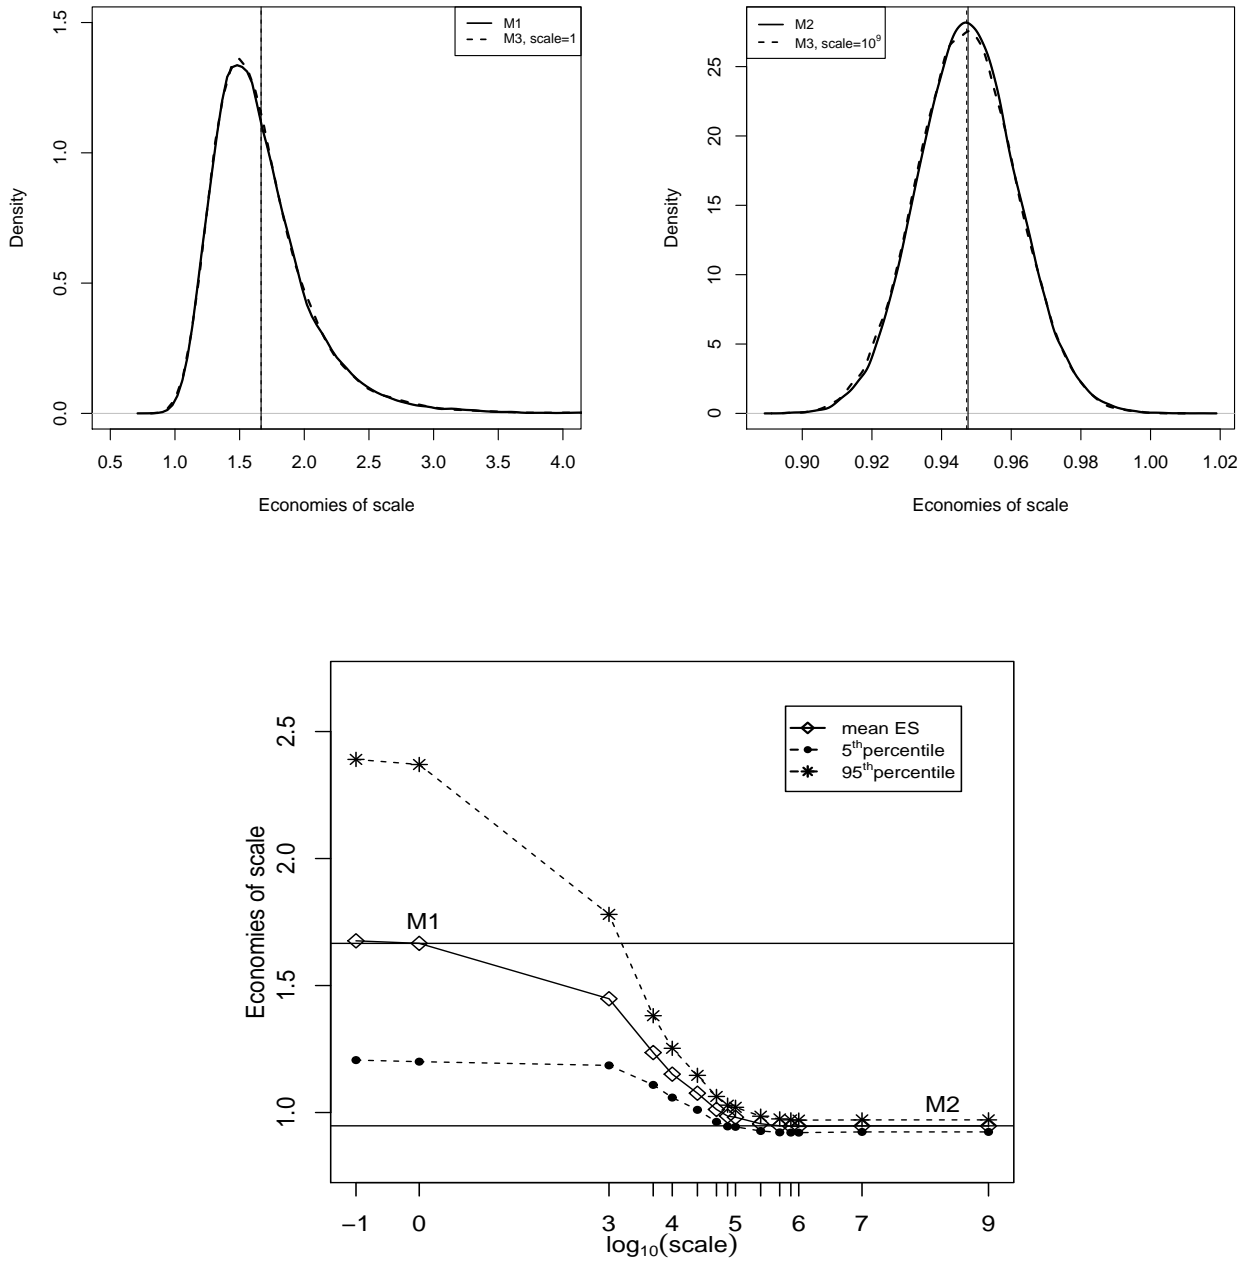 M1
M3, scale=1
Density
0.0 0.5 1.0 1.5
0.5 1.0 1.5 2.0 2.5 3.0 3.5 4.0
Economies of scale
M2
M3, scale=10⁹
Density
0 5 10 15 20 25
0.90 0.92 0.94 0.96 0.98 1.00 1.02
Economies of scale
mean ES
5ᵗʰpercentile
95ᵗʰpercentile
M1
M2
Economies of scale
1.0 1.5 2.0 2.5
−1 0 3 4 5 6 7 9
log₁₀(scale)